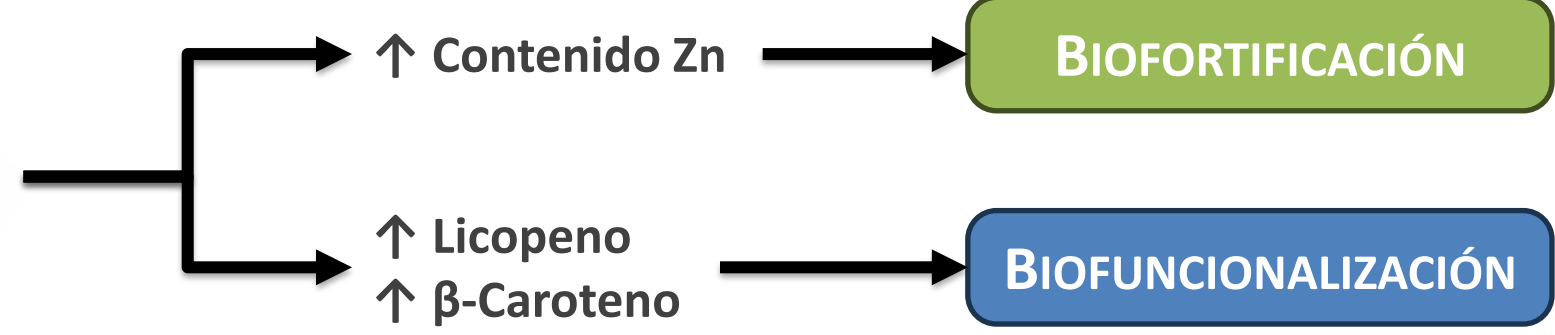 ↑ Contenido Zn
BIOFORTIFICACIÓN
↑ Licopeno
↑ β-Caroteno
BIOFUNCIONALIZACIÓN